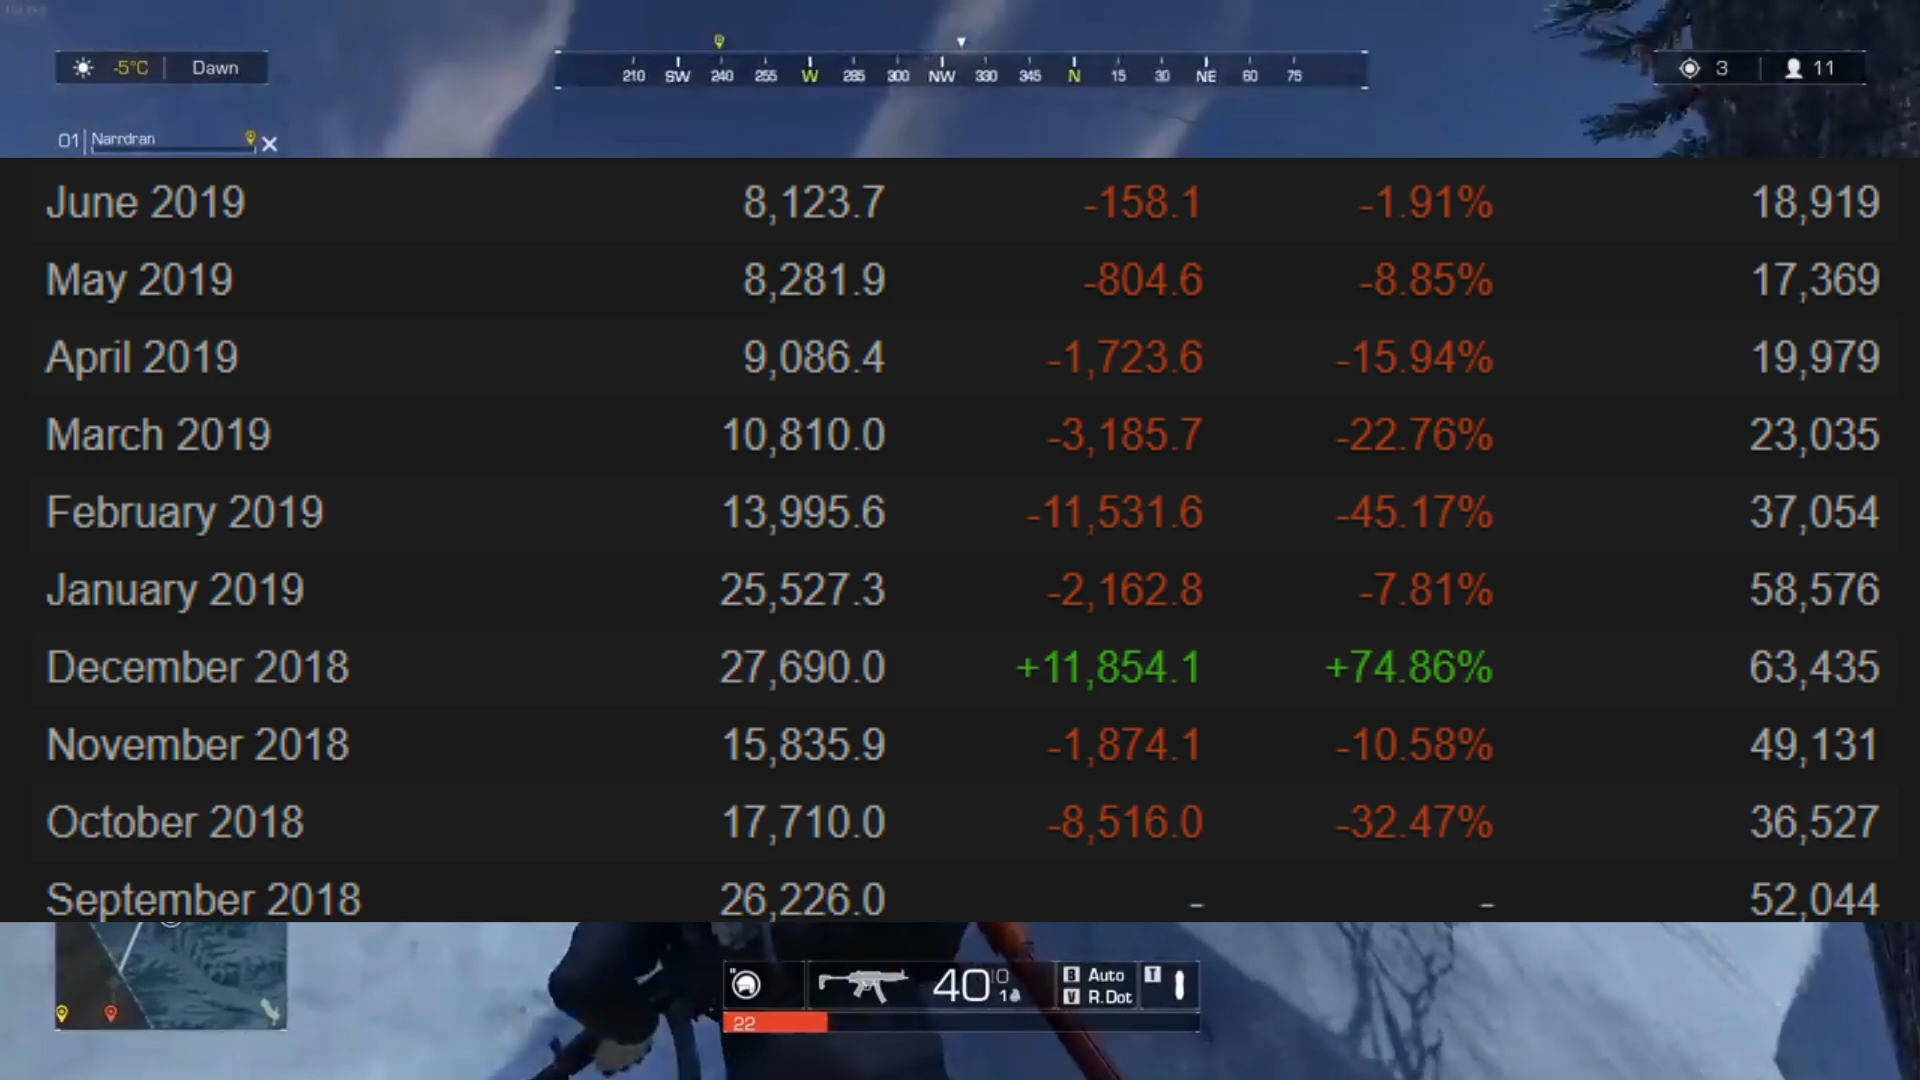 -5°C Dawn
210 SW 240 255 W 285 300 NW 330 345 N 15 30 NE 60 75
3 11
01 Narrdran
June 2019 8,123.7 -158.1 -1.91% 18,919
May 2019 8,281.9 -804.6 -8.85% 17,369
April 2019 9,086.4 -1,723.6 -15.94% 19,979
March 2019 10,810.0 -3,185.7 -22.76% 23,035
February 2019 13,995.6 -11,531.6 -45.17% 37,054
January 2019 25,527.3 -2,162.8 -7.81% 58,576
December 2018 27,690.0 +11,854.1 +74.86% 63,435
November 2018 15,835.9 -1,874.1 -10.58% 49,131
October 2018 17,710.0 -8,516.0 -32.47% 36,527
September 2018 26,226.0 - - 52,044
40 0 1
B Auto T
V R.Dot
22